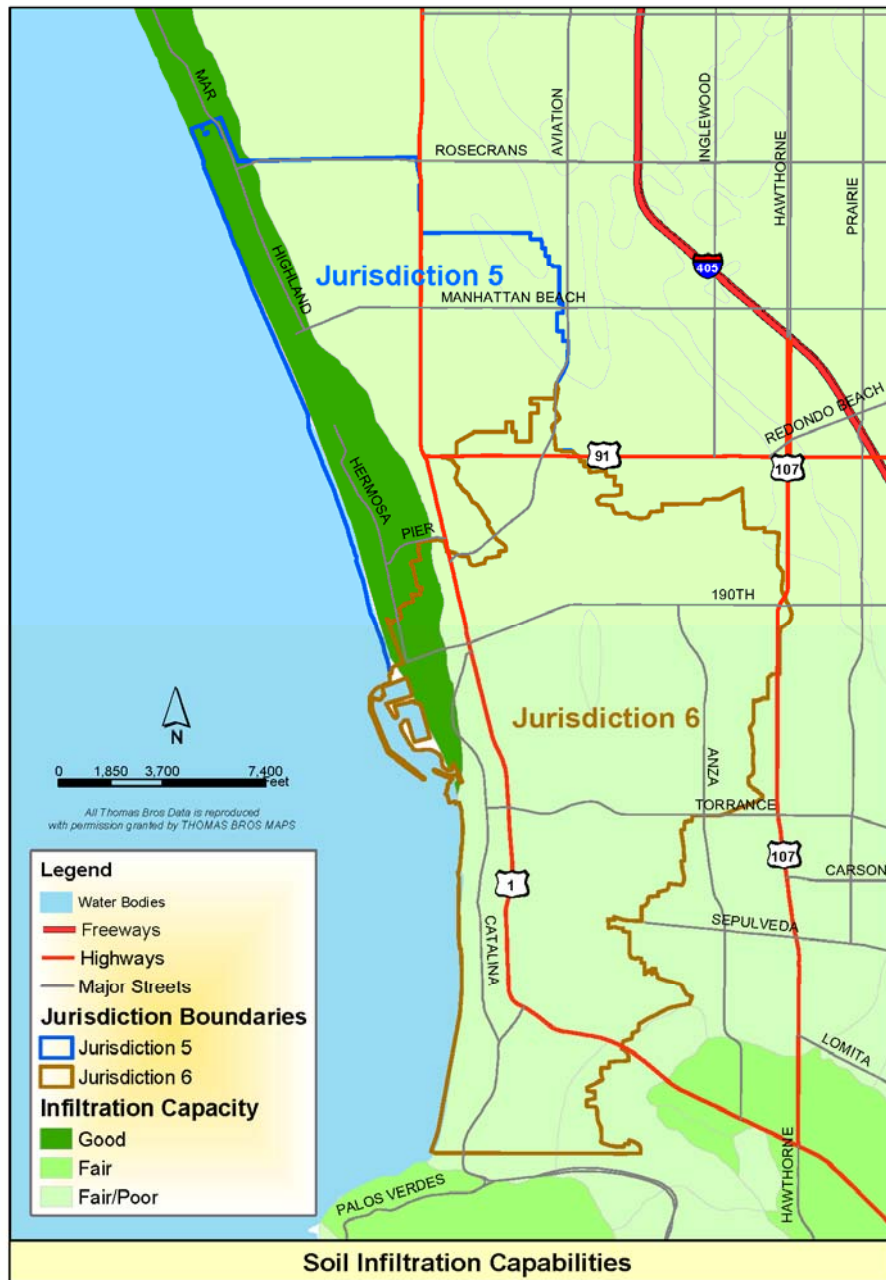 MAR
AVIATION
INGLEWOOD
HAWTHORNE
PRAIRIE
ROSECRANS
HIGHLAND
405
Jurisdiction 5
MANHATTAN BEACH
REDONDO BEACH
91
107
HERMOSA
PIER
190TH
Jurisdiction 6
N
ANZA
0 1,850 3,700 7,400
Feet
TORRANCE
All Thomas Bros Data is reproduced
with permission granted by THOMAS BROS MAPS
107
CARSON
1
CATALINA
SEPULVEDA
LOMITA
HAWTHORNE
PALOS VERDES
Legend
Water Bodies
Freeways
Highways
Major Streets
Jurisdiction Boundaries
Jurisdiction 5
Jurisdiction 6
Infiltration Capacity
Good
Fair
Fair/Poor
Soil Infiltration Capabilities